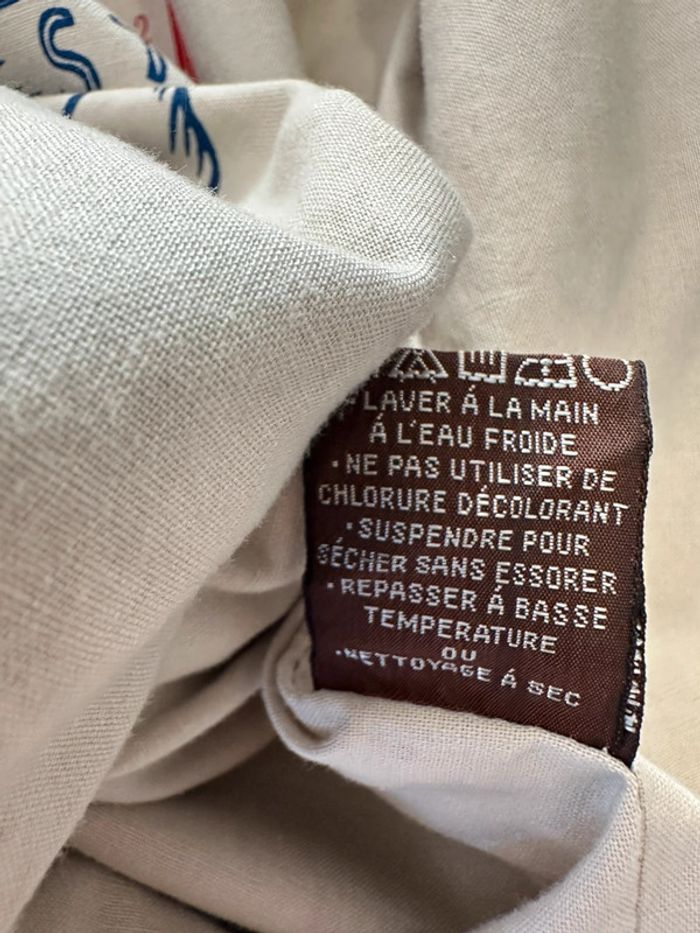 LAVER Á LA MAIN
Á L'EAU FROIDE
·NE PAS UTILISER DE
CHLORURE DÉCOLORANT
·SUSPENDRE POUR
SÉCHER SANS ESSORER
·REPASSER Á BASSE
TEMPERATURE
OU
·NETTOYAGE Á SEC